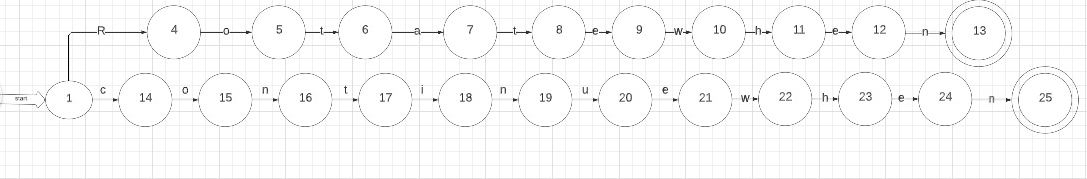 R 4 o 5 t 6 a 7 t 8 e 9 w 10 h 11 e 12 n 13
start 1 c 14 o 15 n 16 t 17 i 18 n 19 u 20 e 21 w 22 h 23 e 24 n 25